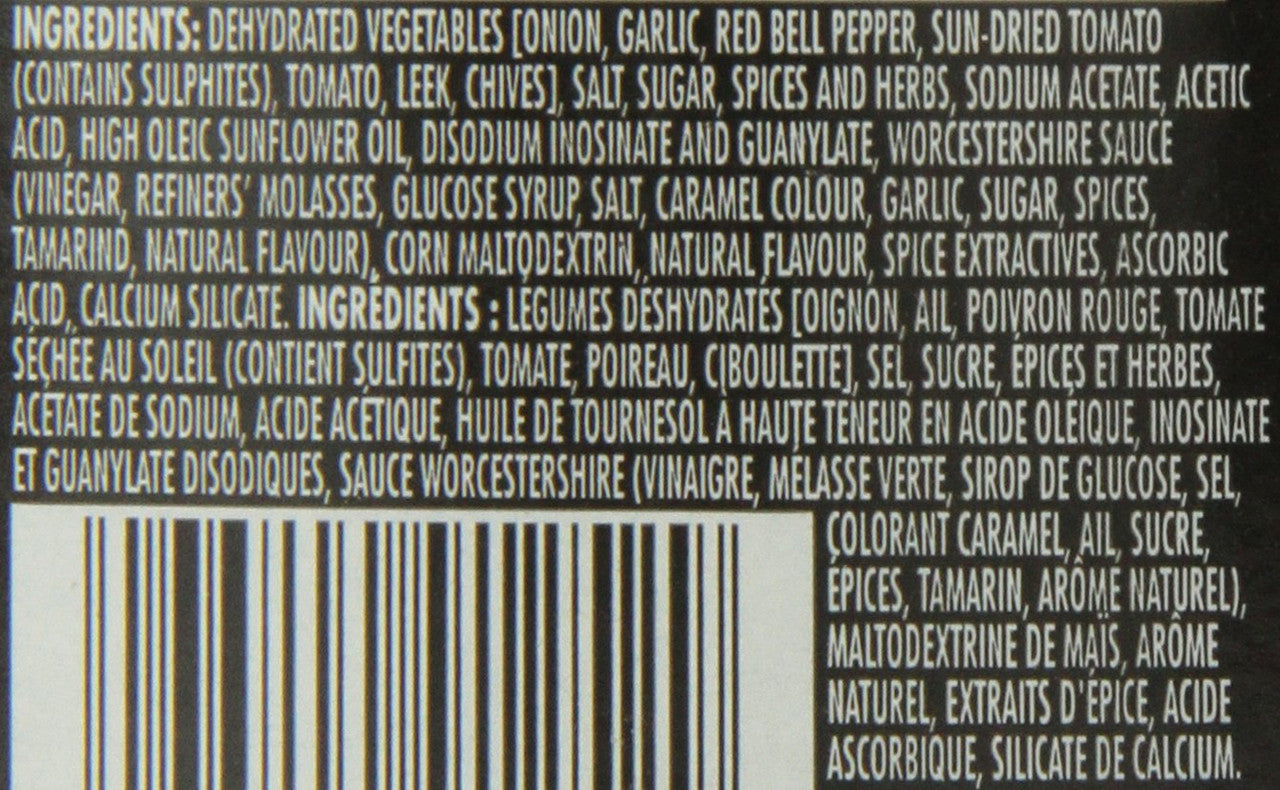 INGREDIENTS: DEHYDRATED VEGETABLES [ONION, GARLIC, RED BELL PEPPER, SUN-DRIED TOMATO
(CONTAINS SULPHITES), TOMATO, LEEK, CHIVES], SALT, SUGAR, SPICES AND HERBS, SODIUM ACETATE, ACETIC
ACID, HIGH OLEIC SUNFLOWER OIL, DISODIUM INOSINATE AND GUANYLATE, WORCESTERSHIRE SAUCE
(VINEGAR, REFINERS' MOLASSES, GLUCOSE SYRUP, SALT, CARAMEL COLOUR, GARLIC, SUGAR, SPICES,
TAMARIND, NATURAL FLAVOUR), CORN MALTODEXTRIN, NATURAL FLAVOUR, SPICE EXTRACTIVES, ASCORBIC
ACID, CALCIUM SILICATE. INGRÉDIENTS : LÉGUMES DÉSHYDRATÉS [OIGNON, AIL, POIVRON ROUGE, TOMATE
SÉCHÉE AU SOLEIL (CONTIENT SULFITES), TOMATE, POIREAU, CIBOULETTE], SEL, SUCRE, ÉPICES ET HERBES,
ACÉTATE DE SODIUM, ACIDE ACÉTIQUE, HUILE DE TOURNESOL À HAUTE TENEUR EN ACIDE OLÉIQUE, INOSINATE
ET GUANYLATE DISODIQUES, SAUCE WORCESTERSHIRE (VINAIGRE, MÉLASSE VERTE, SIROP DE GLUCOSE, SEL,
COLORANT CARAMEL, AIL, SUCRE,
ÉPICES, TAMARIN, ARÔME NATUREL),
MALTODEXTRINE DE MAÏS, ARÔME
NATUREL, EXTRAITS D'ÉPICE, ACIDE
ASCORBIQUE, SILICATE DE CALCIUM.